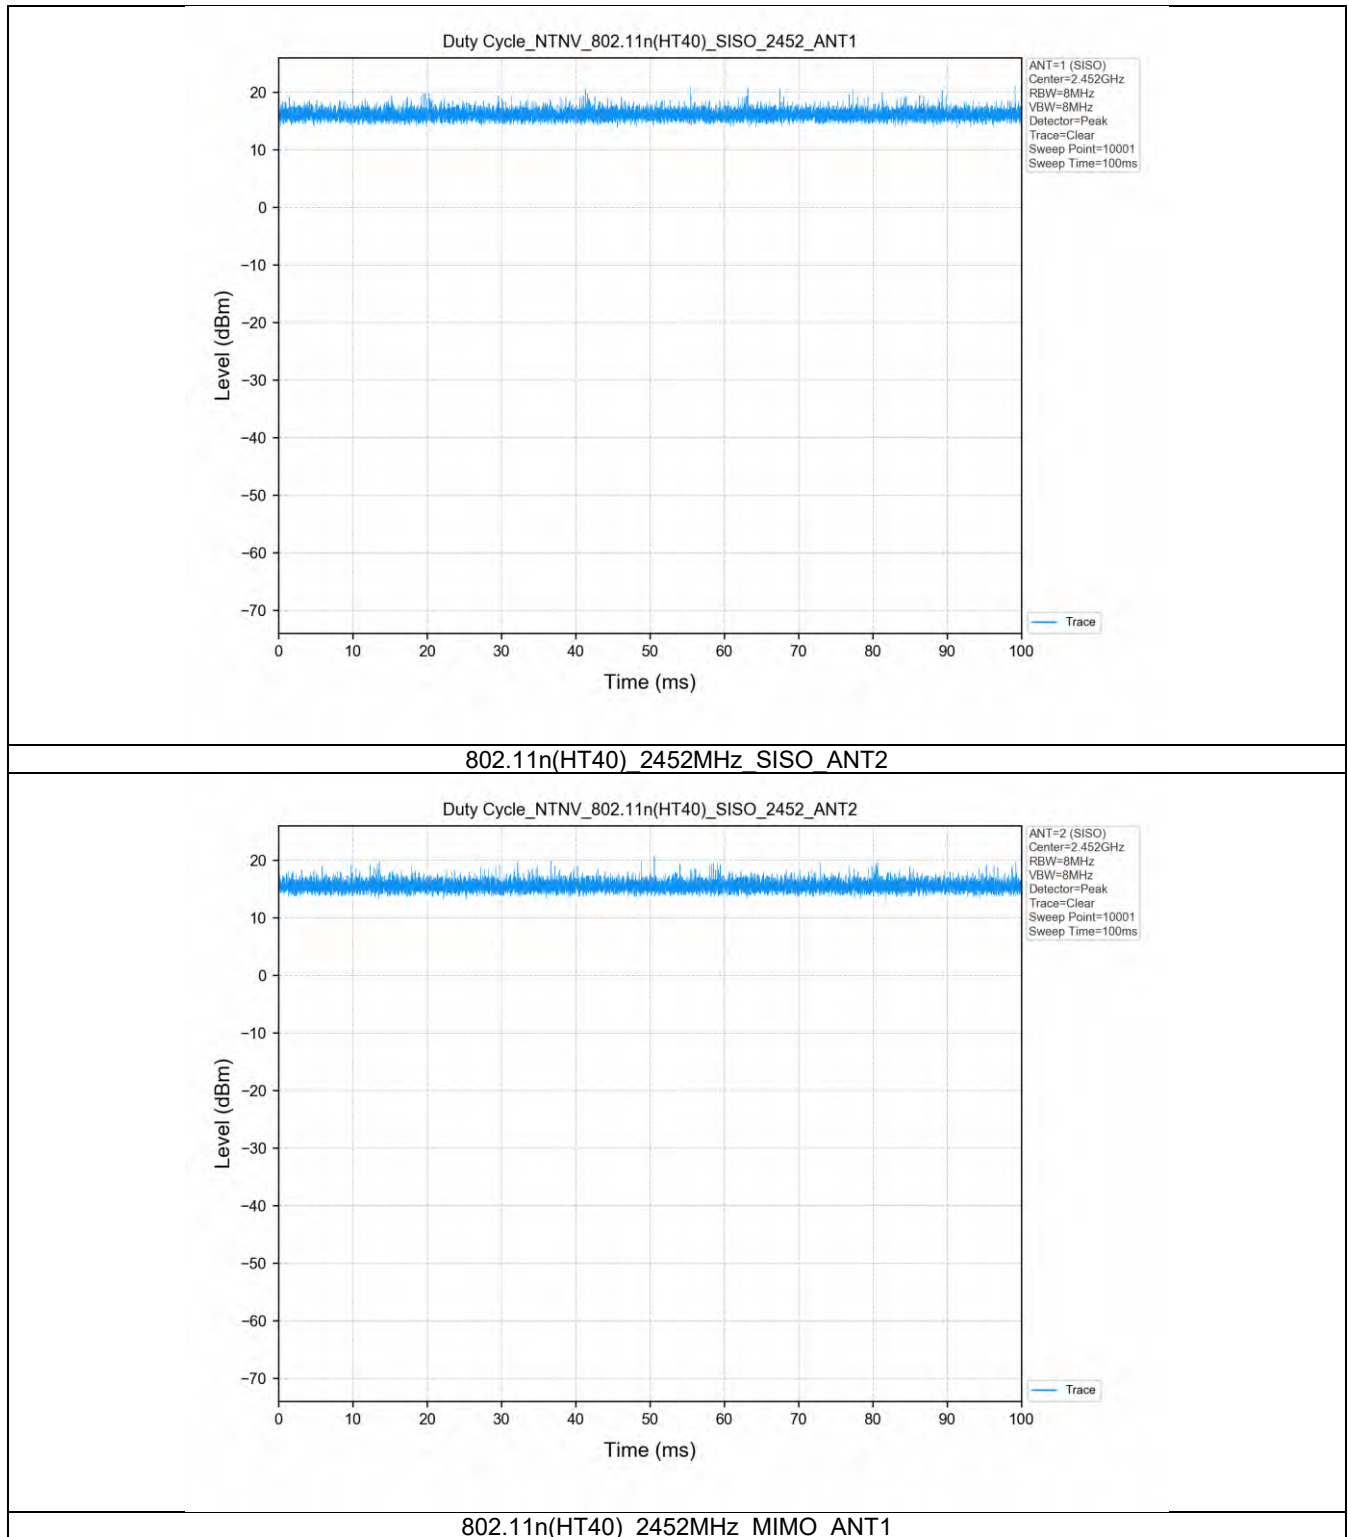 Duty Cycle_NTNV_802.11n(HT40)_SISO_2452_ANT1
ANT=1 (SISO)
Center=2.452GHz
RBW=8MHz
VBW=8MHz
Detector=Peak
Trace=Clear
Sweep Point=10001
Sweep Time=100ms
20
10
0
−10
−20
−30
−40
−50
−60
−70
Level (dBm)
Trace
0 10 20 30 40 50 60 70 80 90 100
Time (ms)
802.11n(HT40)_2452MHz_SISO_ANT2
Duty Cycle_NTNV_802.11n(HT40)_SISO_2452_ANT2
ANT=2 (SISO)
Center=2.452GHz
RBW=8MHz
VBW=8MHz
Detector=Peak
Trace=Clear
Sweep Point=10001
Sweep Time=100ms
20
10
0
−10
−20
−30
−40
−50
−60
−70
Level (dBm)
Trace
0 10 20 30 40 50 60 70 80 90 100
Time (ms)
802.11n(HT40)_2452MHz_MIMO_ANT1